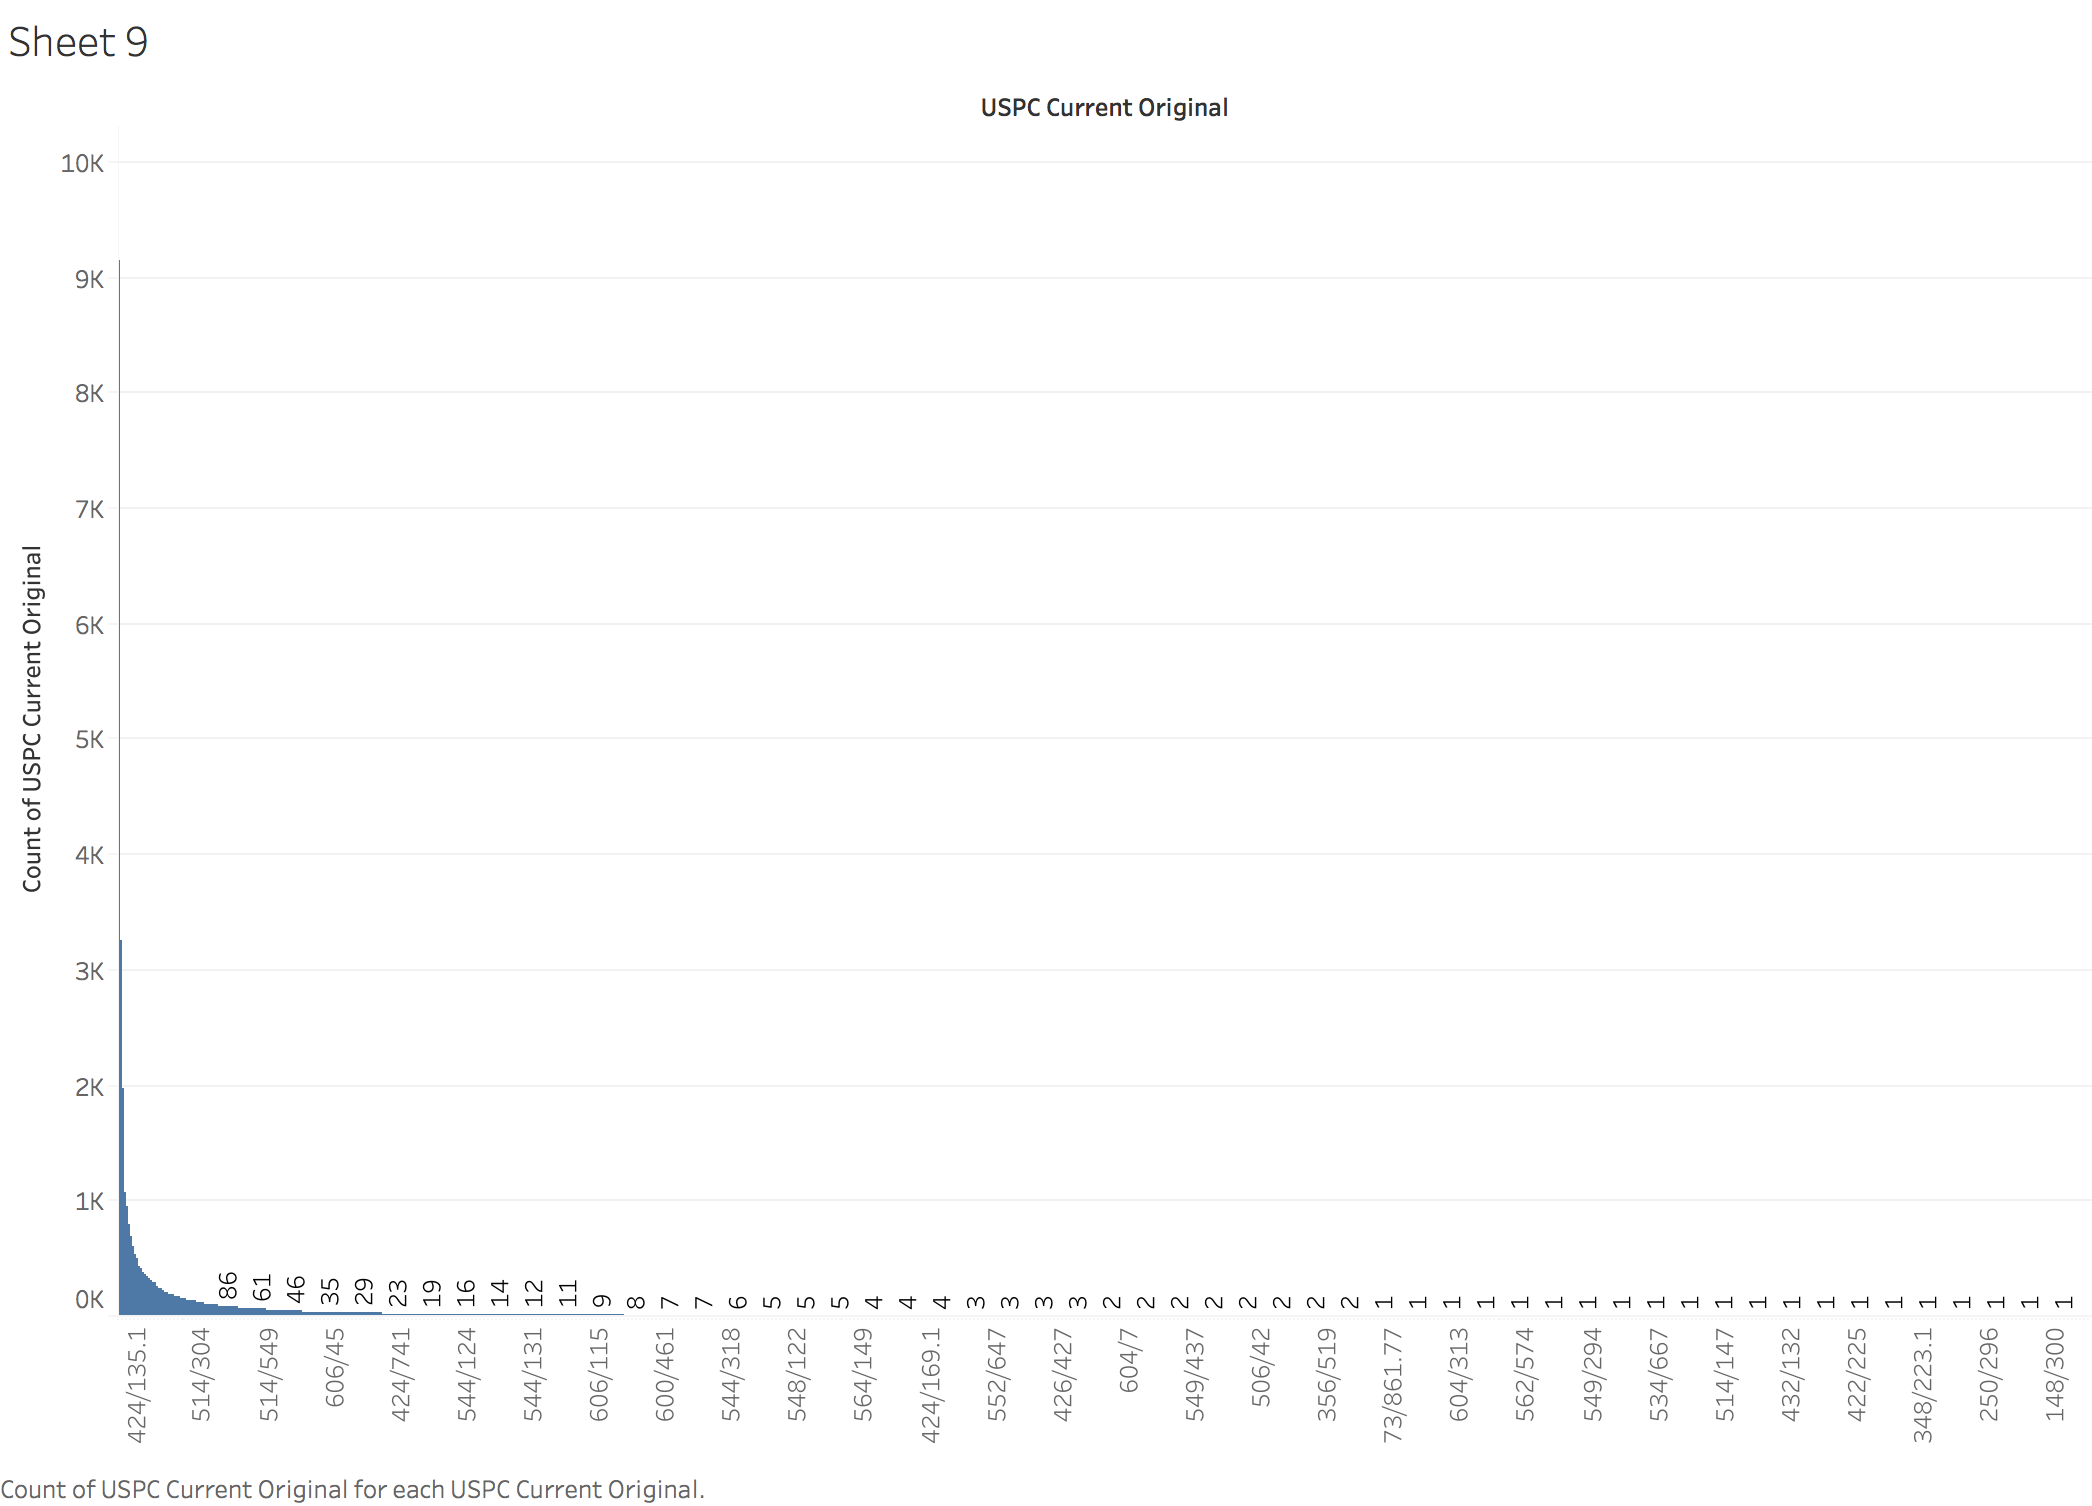 Sheet 9
USPC Current Original
10K
9K
8K
7K
6K
5K
4K
3K
2K
1K
0K
Count of USPC Current Original
86 61 46 35 29 23 19 16 14 12 11 9 8 7 7 6 5 5 5 4 4 4 3 3 3 3 2 2 2 2 2 2 2 2 1 1 1 1 1 1 1 1 1 1 1 1 1 1 1 1 1 1 1 1 1
424/135.1 514/304 514/549 606/45 424/741 544/124 544/131 606/115 600/461 544/318 548/122 564/149 424/169.1 552/647 426/427 604/7 549/437 506/42 356/519 73/861.77 604/313 562/574 549/294 534/667 514/147 432/132 422/225 348/223.1 250/296 148/300
Count of USPC Current Original for each USPC Current Original.